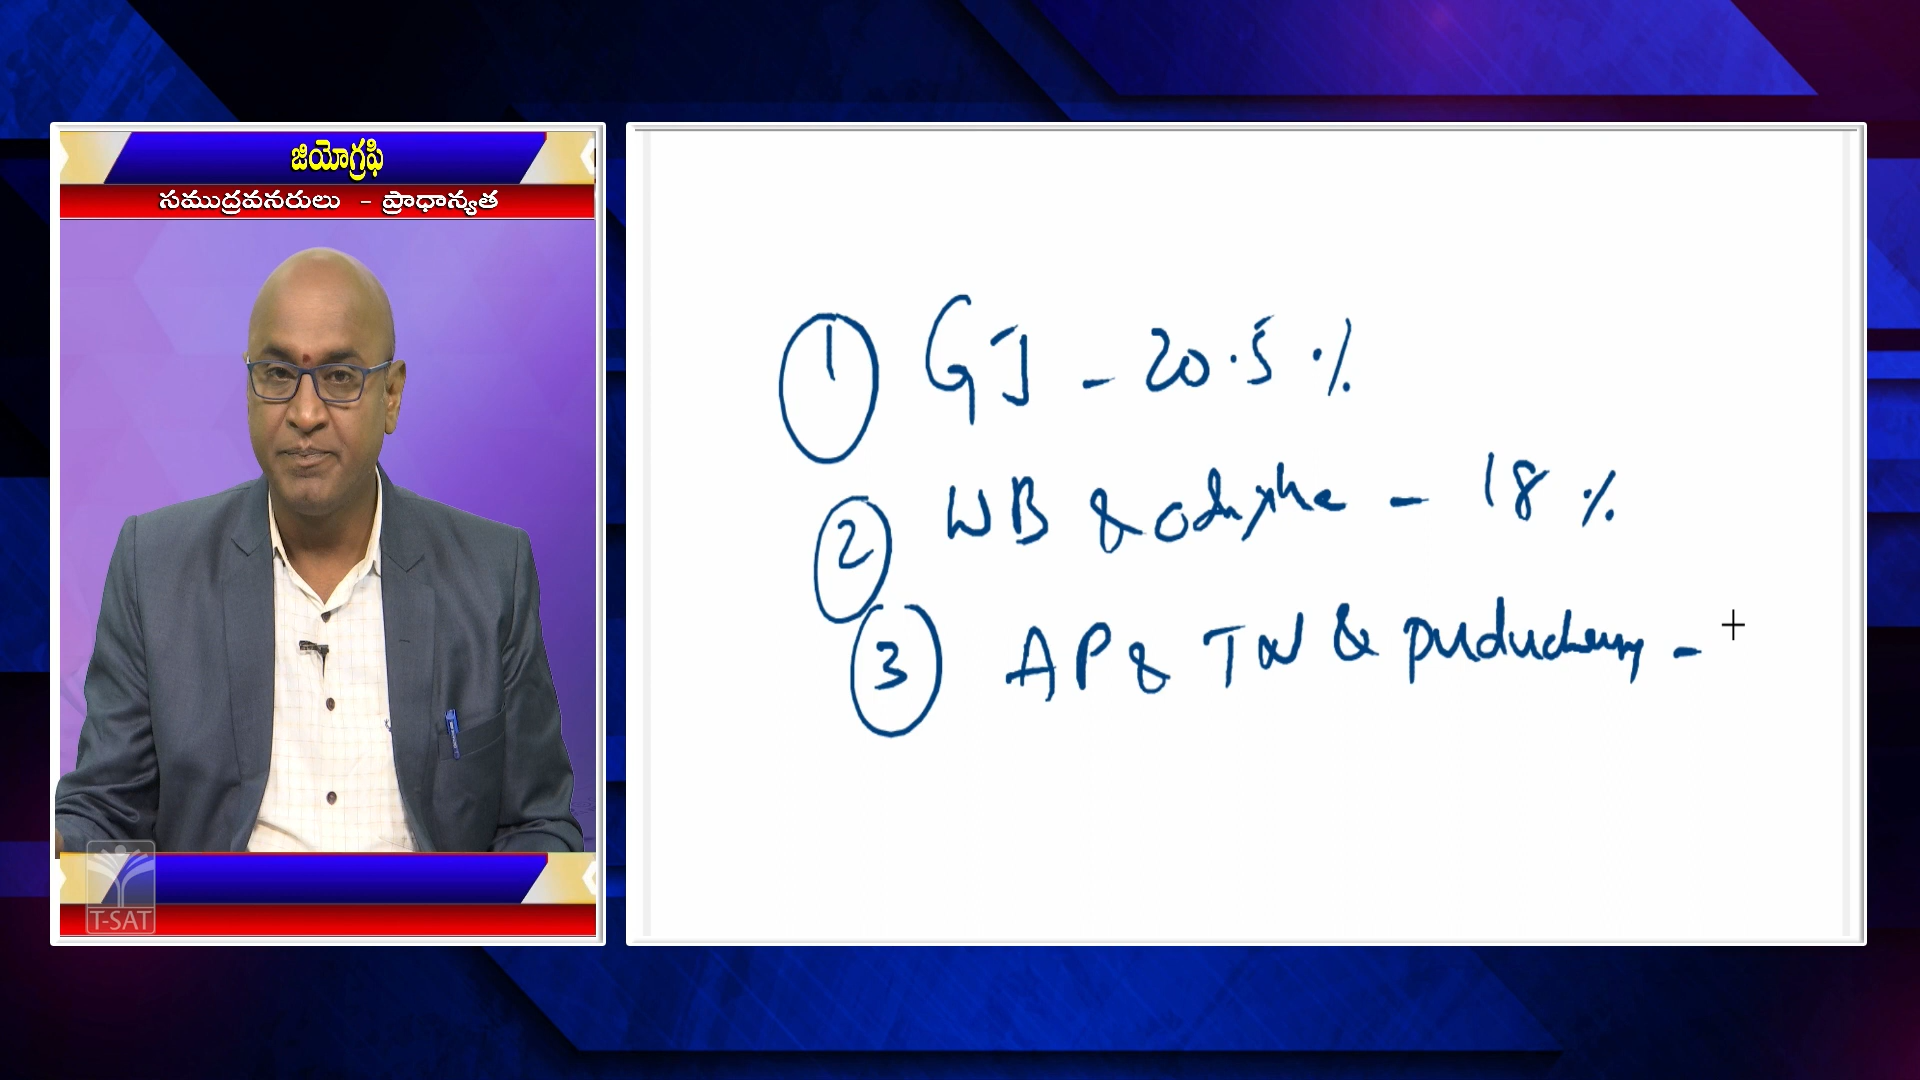 జియోగ్రఫి
సముద్రవనరులు - ప్రాధాన్యత
1 GJ - 20.5 %
2 WB & odisha - 18 %
3 AP & TN & puducherry -
T-SAT